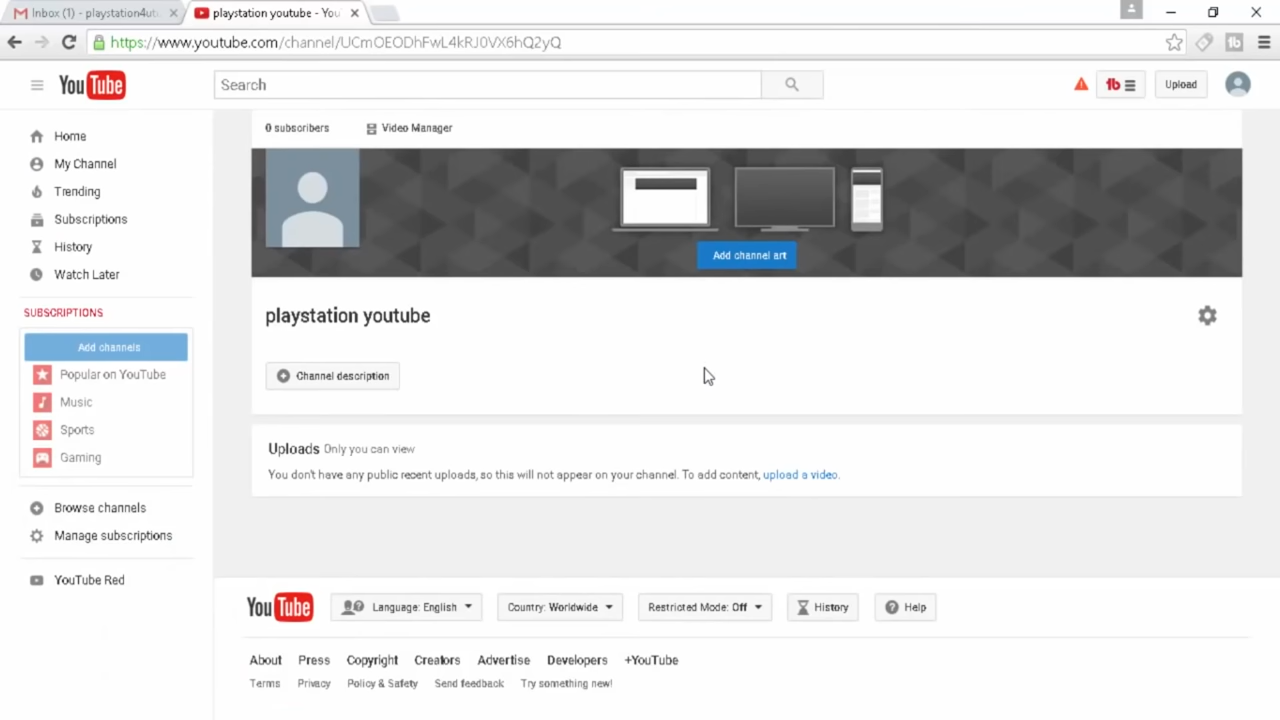 Inbox (1) - playstation4ut
playstation youtube - You
https://www.youtube.com/channel/UCmOEODhFwL4kRJ0VX6hQ2yQ
YouTube
Search
Upload
Home
My Channel
Trending
Subscriptions
History
Watch Later
SUBSCRIPTIONS
Add channels
Popular on YouTube
Music
Sports
Gaming
Browse channels
Manage subscriptions
YouTube Red
0 subscribers Video Manager
Add channel art
playstation youtube
Channel description
Uploads Only you can view
You don't have any public recent uploads, so this will not appear on your channel. To add content, upload a video.
YouTube Language: English Country: Worldwide Restricted Mode: Off History Help
About Press Copyright Creators Advertise Developers +YouTube
Terms Privacy Policy & Safety Send feedback Try something new!